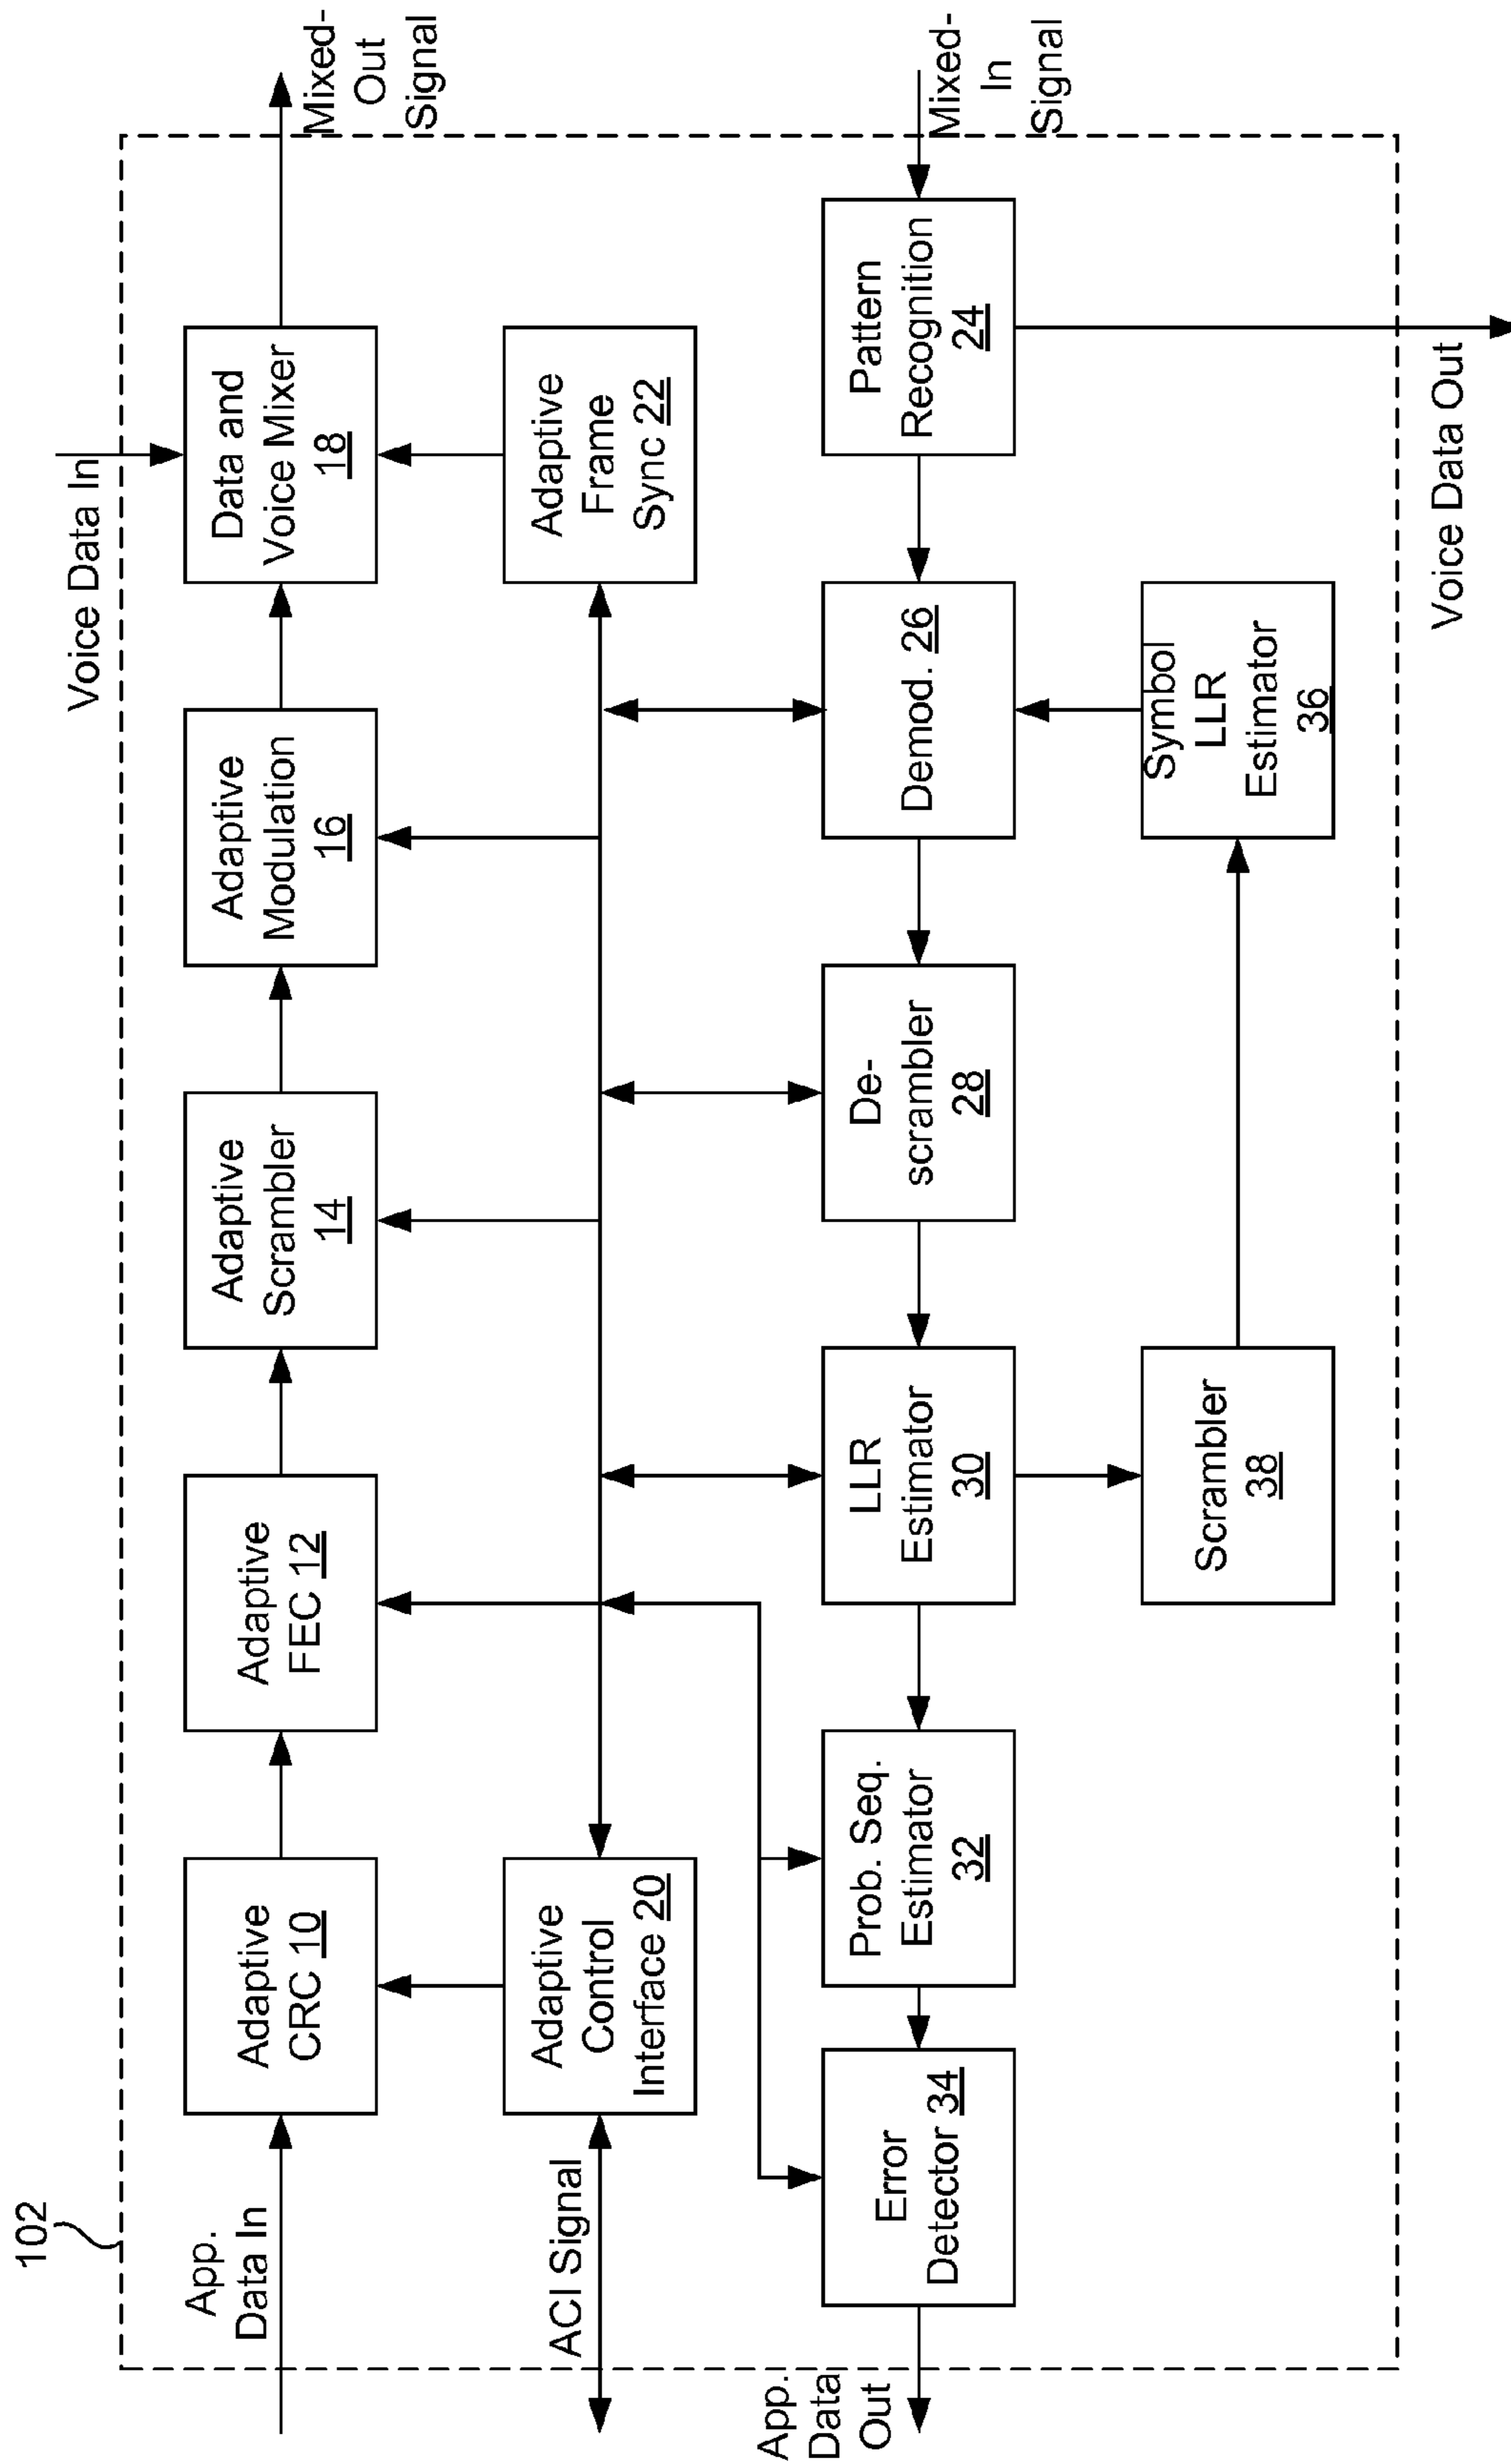 102
App.
Data In
Adaptive
CRC 10
Adaptive
FEC 12
Adaptive
Scrambler
14
Adaptive
Modulation
16
Voice Data In
Data and
Voice Mixer
18
Mixed-
Out
Signal
ACI Signal
Adaptive
Control
Interface 20
Adaptive
Frame
Sync 22
App.
Data
Out
Error
Detector 34
Prob. Seq.
Estimator
32
LLR
Estimator
30
De-
scrambler
28
Demod. 26
Pattern
Recognition
24
Mixed-
In
Signal
Scrambler
38
Symbol
LLR
Estimator
36
Voice Data Out